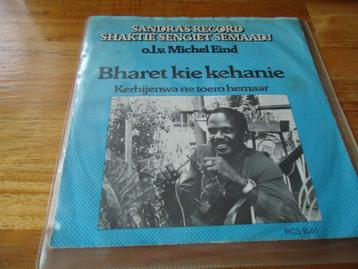 SANDRAS RECORD
SHAKTIE SENGIET SEMAADJ
o.l.v. Michel Eind
Bharet kie kehanie
Kerhijenwa ne toero hemaar
RCS 1041